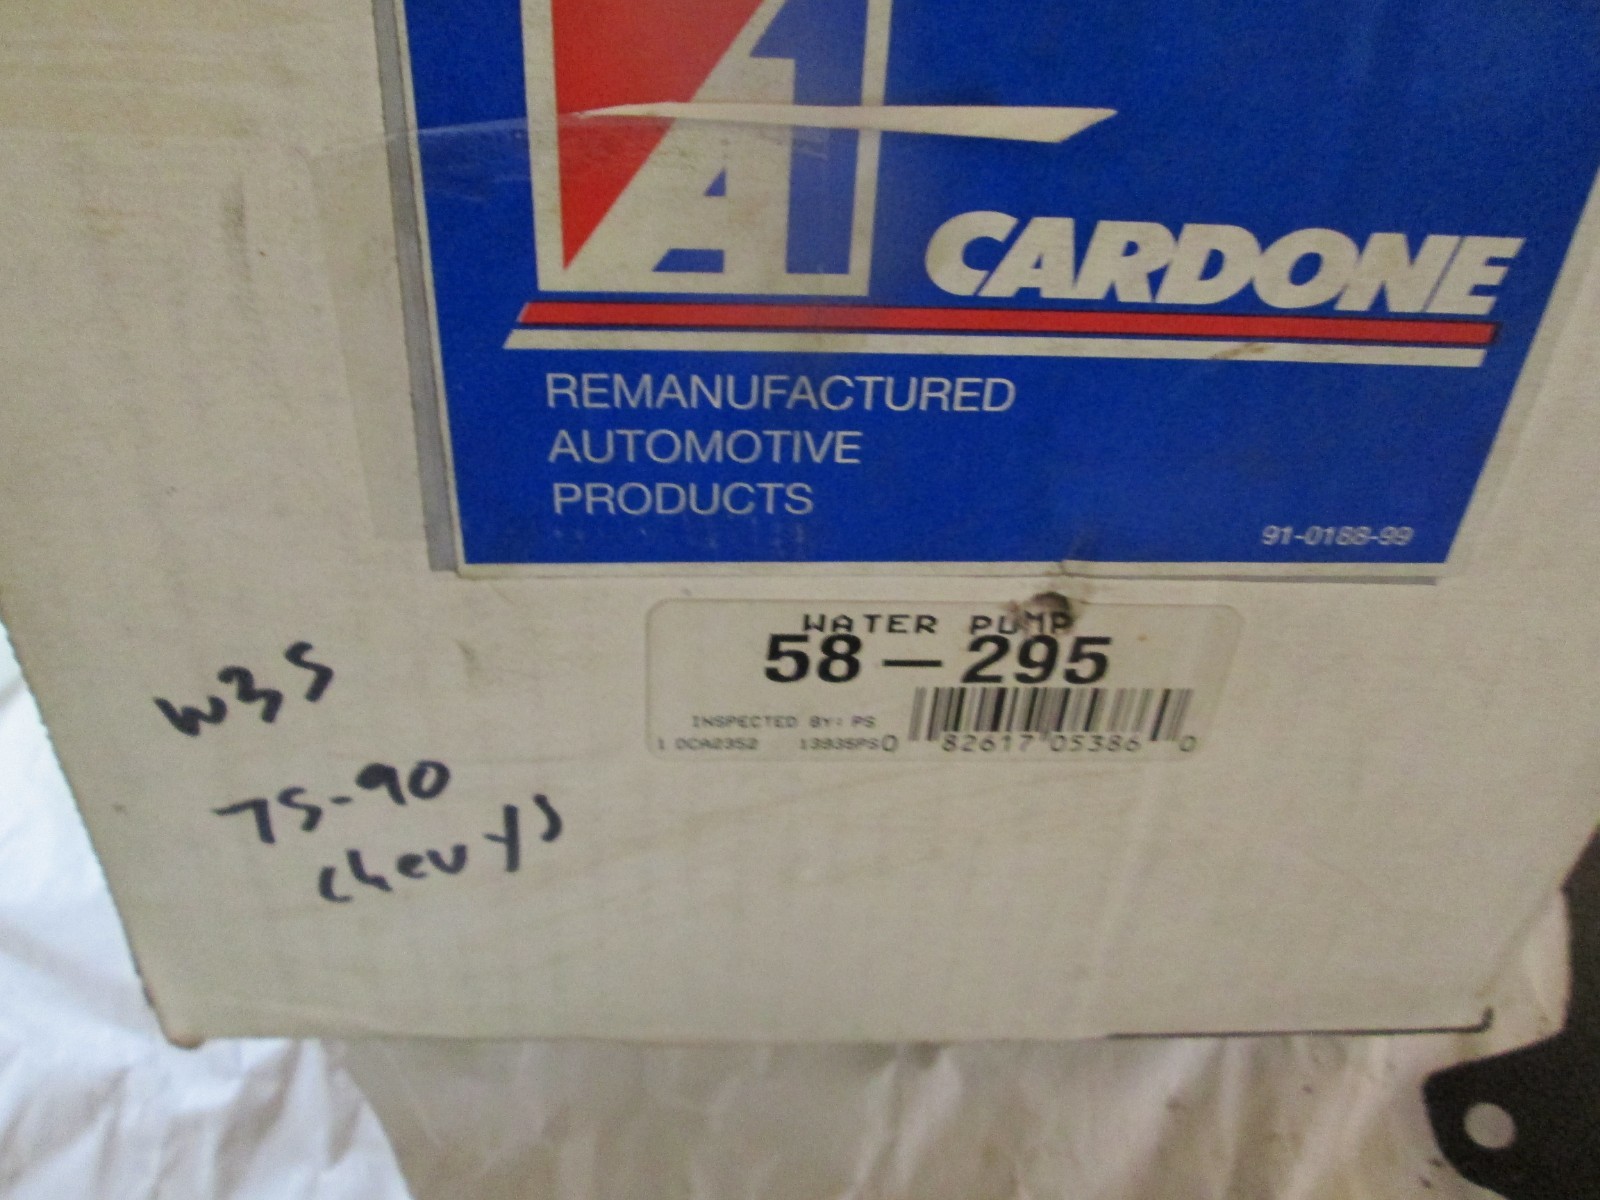 A1
CARDONE
REMANUFACTURED
AUTOMOTIVE
PRODUCTS
91-0188-99
WATER PUMP
58-295
INSPECTED BY: PS
1 DCA2352 13935PS
0 82617 05386 0
W35
75-90
chevys